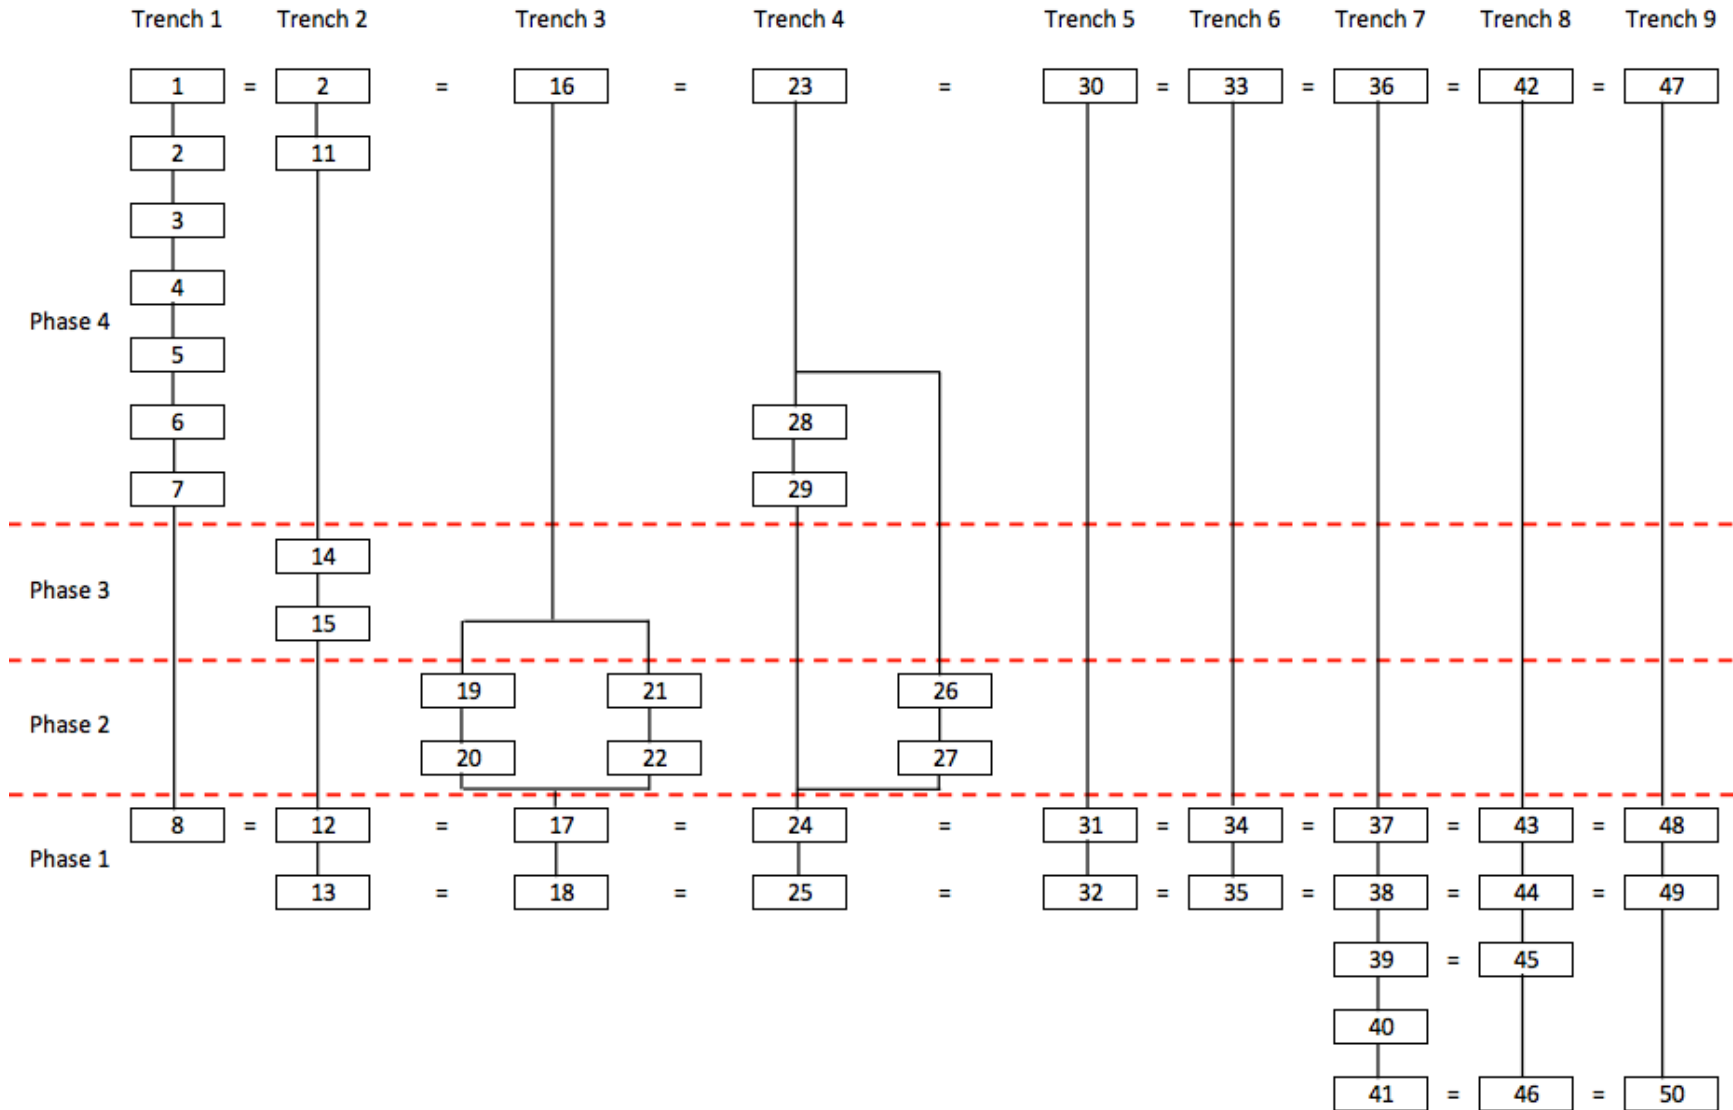 Trench 1 Trench 2 Trench 3 Trench 4 Trench 5 Trench 6 Trench 7 Trench 8 Trench 9
1 = 2 = 16 = 23 = 30 = 33 = 36 = 42 = 47
2 11
3
4
Phase 4
5
6 28
7 29
14
Phase 3
15
19 21 26
Phase 2
20 22 27
8 = 12 = 17 = 24 = 31 = 34 = 37 = 43 = 48
Phase 1
13 = 18 = 25 = 32 = 35 = 38 = 44 = 49
39 = 45
40
41 = 46 = 50